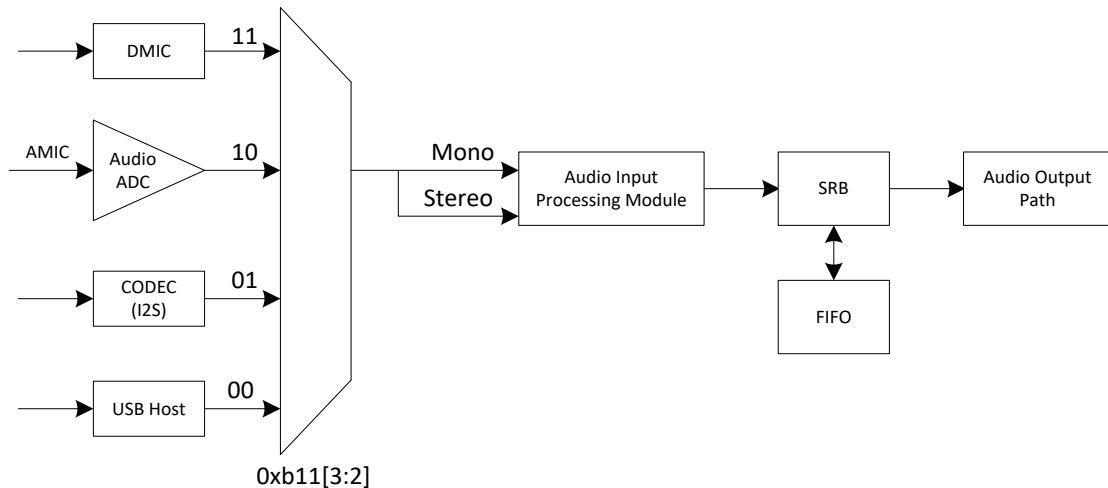 DMIC
11
AMIC
Audio
ADC
10
CODEC
(I2S)
01
USB Host
00
0xb11[3:2]
Mono
Stereo
Audio Input
Processing Module
SRB
FIFO
Audio Output
Path